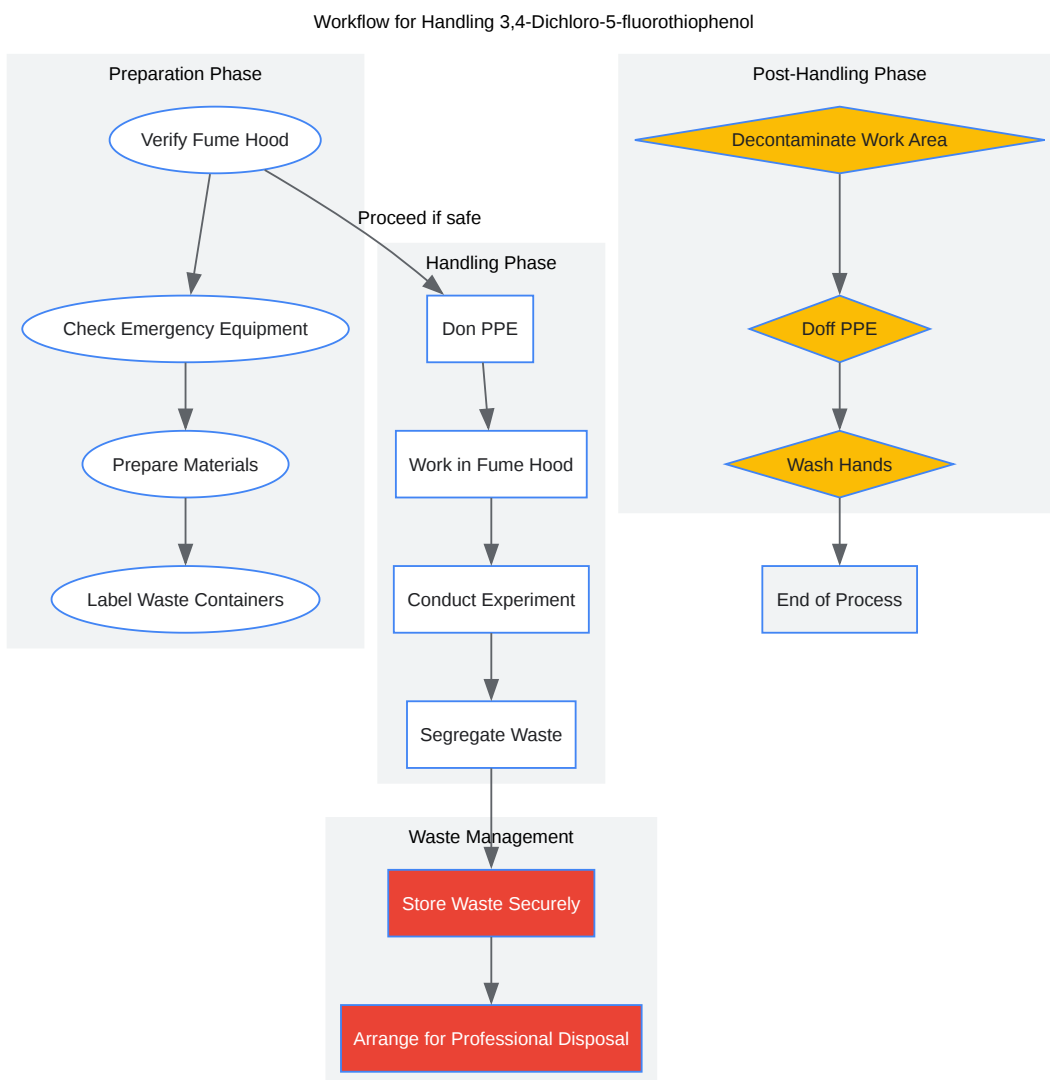 Workflow for Handling 3,4-Dichloro-5-fluorothiophenol
Preparation Phase
Verify Fume Hood
Proceed if safe
Check Emergency Equipment
Prepare Materials
Label Waste Containers
Handling Phase
Don PPE
Work in Fume Hood
Conduct Experiment
Segregate Waste
Waste Management
Store Waste Securely
Arrange for Professional Disposal
Post-Handling Phase
Decontaminate Work Area
Doff PPE
Wash Hands
End of Process